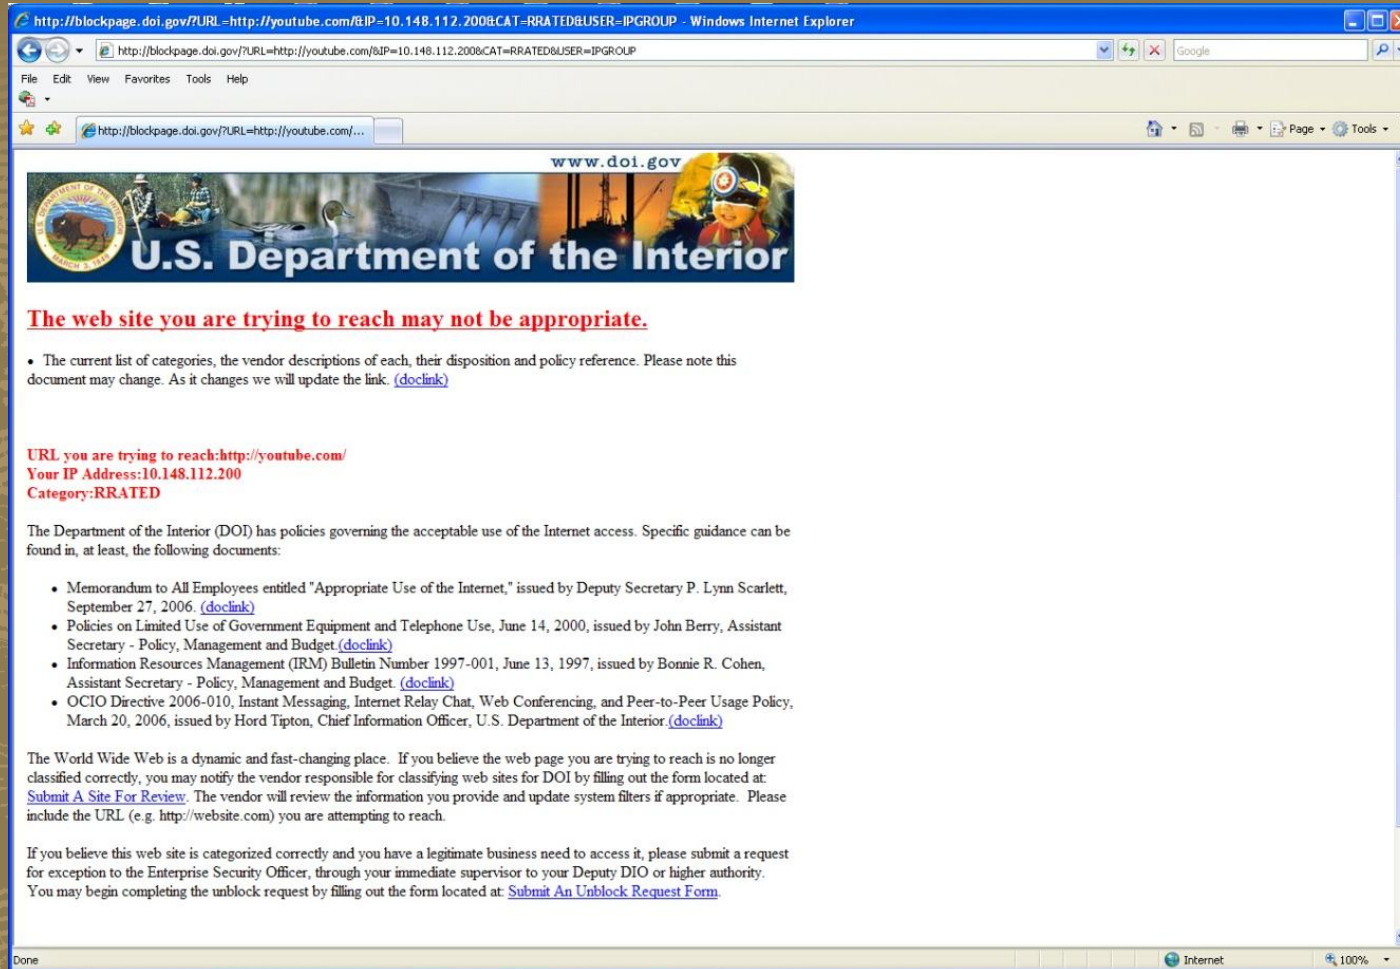 http://blockpage.doi.gov/?URL=http://youtube.com/&IP=10.148.112.200&CAT=RRATED&USER=IPGROUP - Windows Internet Explorer
http://blockpage.doi.gov/?URL=http://youtube.com/&IP=10.148.112.200&CAT=RRATED&USER=IPGROUP
Google
File Edit View Favorites Tools Help
http://blockpage.doi.gov/?URL=http://youtube.com/...
Page Tools
www.doi.gov
U.S. DEPARTMENT OF THE INTERIOR
MARCH 3, 1849
U.S. Department of the Interior
The web site you are trying to reach may not be appropriate.
• The current list of categories, the vendor descriptions of each, their disposition and policy reference. Please note this
document may change. As it changes we will update the link. (doclink)
URL you are trying to reach:http://youtube.com/
Your IP Address:10.148.112.200
Category:RRATED
The Department of the Interior (DOI) has policies governing the acceptable use of the Internet access. Specific guidance can be
found in, at least, the following documents:
• Memorandum to All Employees entitled "Appropriate Use of the Internet," issued by Deputy Secretary P. Lynn Scarlett,
September 27, 2006. (doclink)
• Policies on Limited Use of Government Equipment and Telephone Use, June 14, 2000, issued by John Berry, Assistant
Secretary - Policy, Management and Budget.(doclink)
• Information Resources Management (IRM) Bulletin Number 1997-001, June 13, 1997, issued by Bonnie R. Cohen,
Assistant Secretary - Policy, Management and Budget. (doclink)
• OCIO Directive 2006-010, Instant Messaging, Internet Relay Chat, Web Conferencing, and Peer-to-Peer Usage Policy,
March 20, 2006, issued by Hord Tipton, Chief Information Officer, U.S. Department of the Interior.(doclink)
The World Wide Web is a dynamic and fast-changing place. If you believe the web page you are trying to reach is no longer
classified correctly, you may notify the vendor responsible for classifying web sites for DOI by filling out the form located at:
Submit A Site For Review. The vendor will review the information you provide and update system filters if appropriate. Please
include the URL (e.g. http://website.com) you are attempting to reach.
If you believe this web site is categorized correctly and you have a legitimate business need to access it, please submit a request
for exception to the Enterprise Security Officer, through your immediate supervisor to your Deputy DIO or higher authority.
You may begin completing the unblock request by filling out the form located at: Submit An Unblock Request Form.
Done
Internet
100%